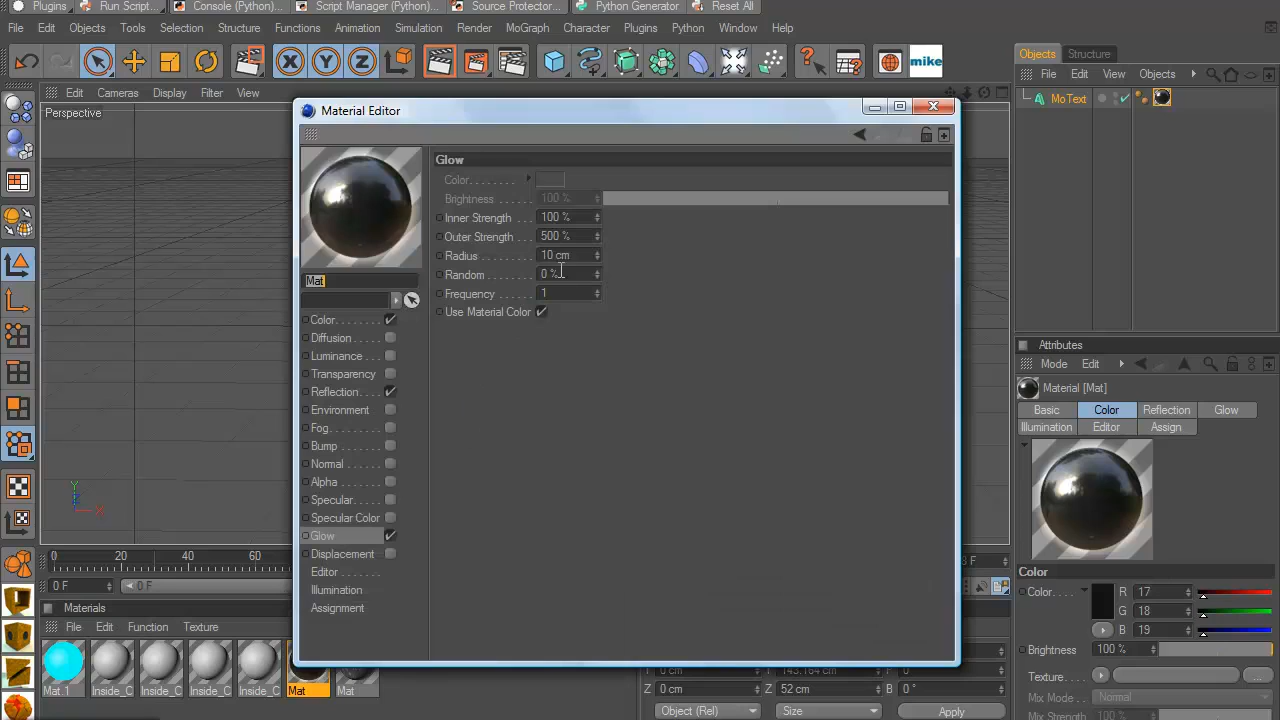 Plugins Run Script... Console (Python)... Script Manager (Python)... Source Protector... Python Generator Reset All
File Edit Objects Tools Selection Structure Functions Animation Simulation Render MoGraph Character Plugins Python Window Help
X Y Z mike
Edit Cameras Display Filter View
Perspective
Objects Structure
File Edit View Objects
MoText
Material Editor
Mat
Color
Diffusion
Luminance
Transparency
Reflection
Environment
Fog
Bump
Normal
Alpha
Specular
Specular Color
Glow
Displacement
Editor
Illumination
Assignment
Glow
Color
Brightness 100 %
Inner Strength 100 %
Outer Strength 500 %
Radius 10 cm
Random 0 %
Frequency 1
Use Material Color
Attributes
Mode Edit
Material [Mat]
Basic Color Reflection Glow
Illumination Editor Assign
Color
Color R 17
G 18
B 19
Brightness 100 %
Texture ...
Mix Mode Normal
Mix Strength 100 %
Y
X
0 20 40 60
0 F 0 F
Materials
File Edit Function Texture
Mat.1 Inside_C Inside_C Inside_C Inside_C Mat Mat
Z 0 cm Z 52 cm B 0 °
Object (Rel) Size Apply